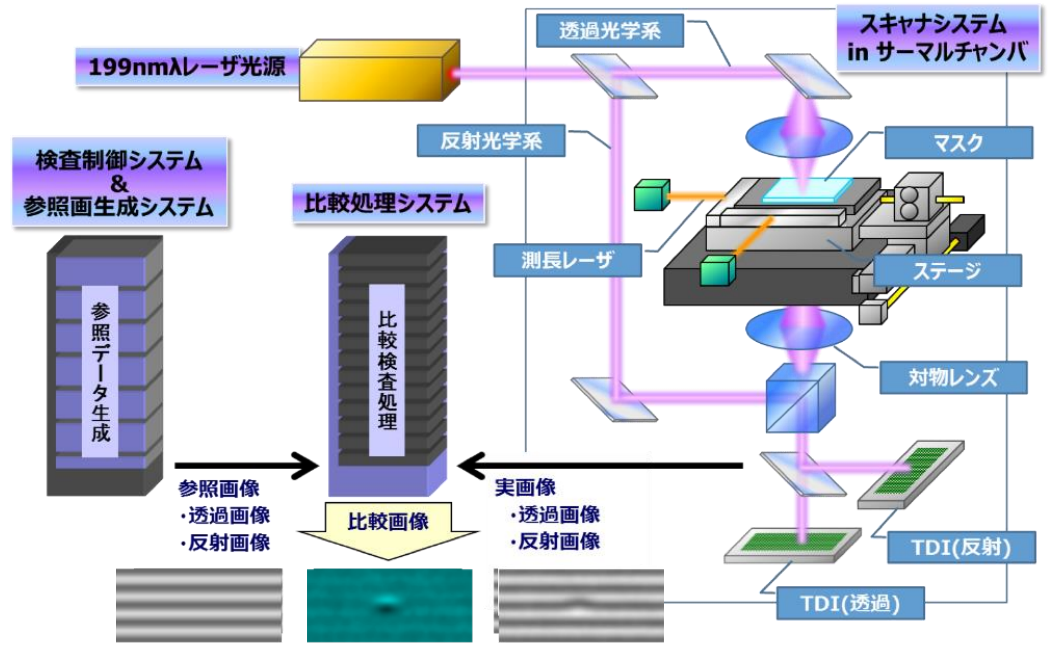 透過光学系
スキャナシステム
in サーマルチャンバ
199nmλレーザ光源
反射光学系
マスク
検査制御システム
&
参照画生成システム
比較処理システム
測長レーザ
ステージ
参照データ生成
比較検査処理
対物レンズ
参照画像
・透過画像
・反射画像
比較画像
実画像
・透過画像
・反射画像
TDI(反射)
TDI(透過)